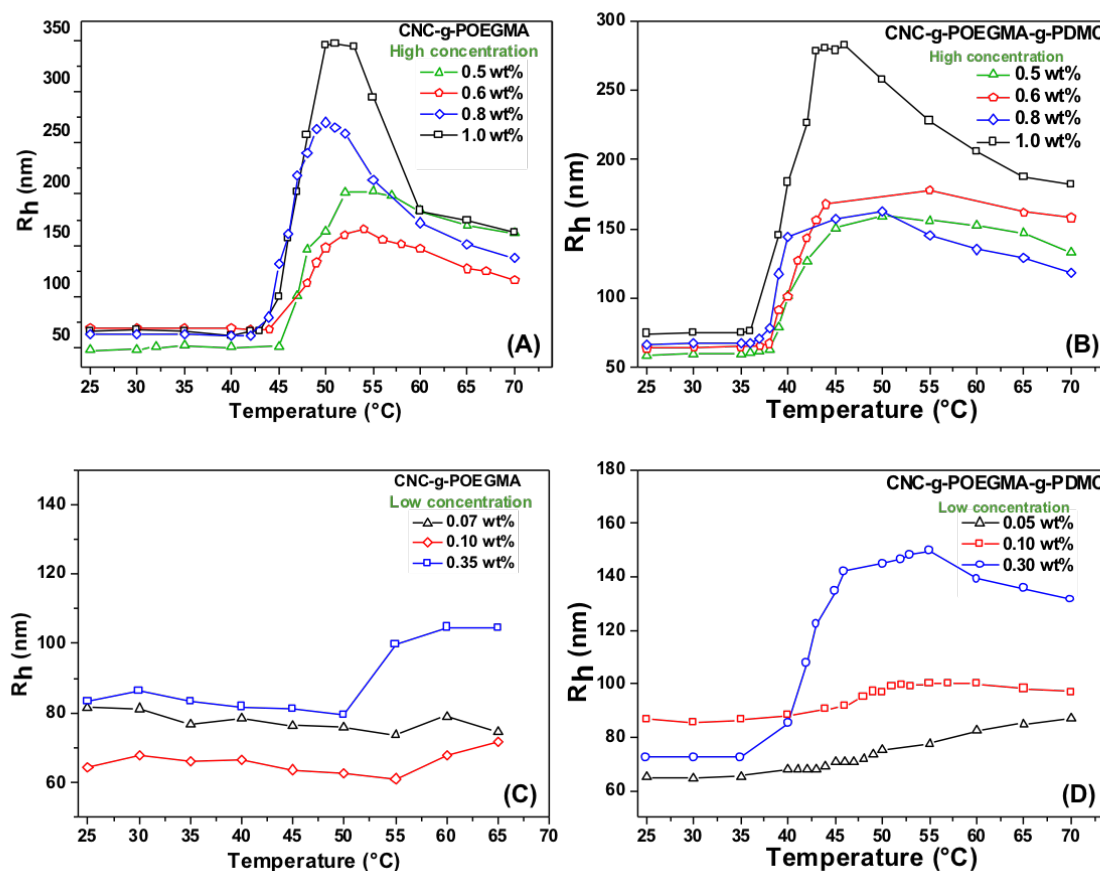 CNC-g-POEGMA
High concentration
0.5 wt%
0.6 wt%
0.8 wt%
1.0 wt%
350
300
250
200
150
100
50
Rh (nm)
(A)
25 30 35 40 45 50 55 60 65 70
Temperature (°C)
CNC-g-POEGMA-g-PDMC
High concentration
0.5 wt%
0.6 wt%
0.8 wt%
1.0 wt%
300
250
200
150
100
50
Rh (nm)
(B)
25 30 35 40 45 50 55 60 65 70
Temperature (°C)
CNC-g-POEGMA
Low concentration
0.07 wt%
0.10 wt%
0.35 wt%
140
120
100
80
60
Rh (nm)
(C)
25 30 35 40 45 50 55 60 65 70
Temperature (°C)
CNC-g-POEGMA-g-PDMC
Low concentration
0.05 wt%
0.10 wt%
0.30 wt%
180
160
140
120
100
80
60
Rh (nm)
(D)
25 30 35 40 45 50 55 60 65 70
Temperature (°C)